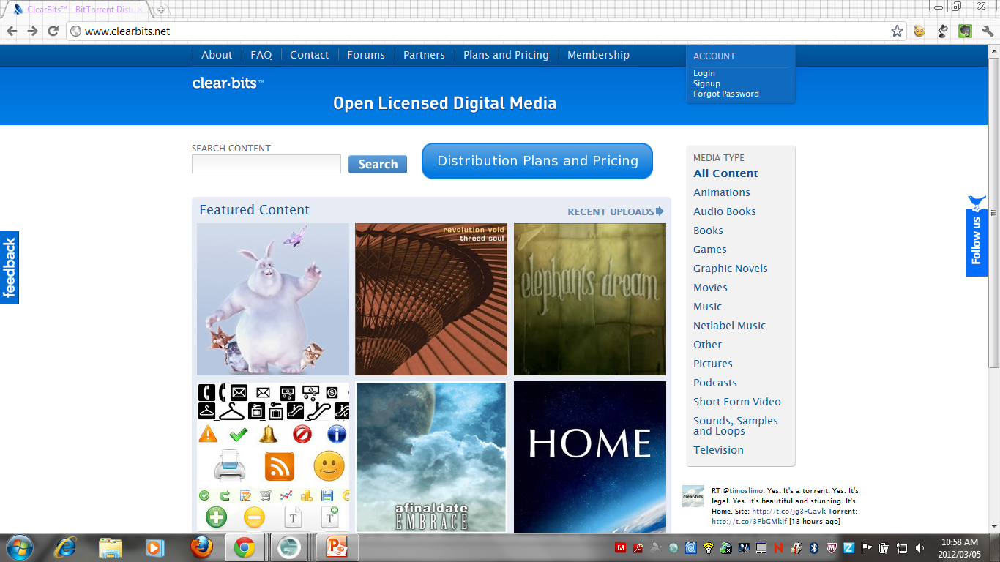 ClearBits™ - BitTorrent Distr
www.clearbits.net
About
FAQ
Contact
Forums
Partners
Plans and Pricing
Membership
ACCOUNT
Login
Signup
Forgot Password
clear·bits™
Open Licensed Digital Media
SEARCH CONTENT
Search
Distribution Plans and Pricing
Featured Content
RECENT UPLOADS
revolution void
thread soul
elephants dream
afinaldate
EMBRACE
HOME
MEDIA TYPE
All Content
Animations
Audio Books
Books
Games
Graphic Novels
Movies
Music
Netlabel Music
Other
Pictures
Podcasts
Short Form Video
Sounds, Samples
and Loops
Television
feedback
Follow us
clear·bits
RT @timoslimo: Yes. It's a torrent. Yes. It's
legal. Yes. It's beautiful and stunning. It's
Home. Site: http://t.co/jg3FGavk Torrent:
http://t.co/3PbGMkjf [13 hours ago]
10:58 AM
2012/03/05